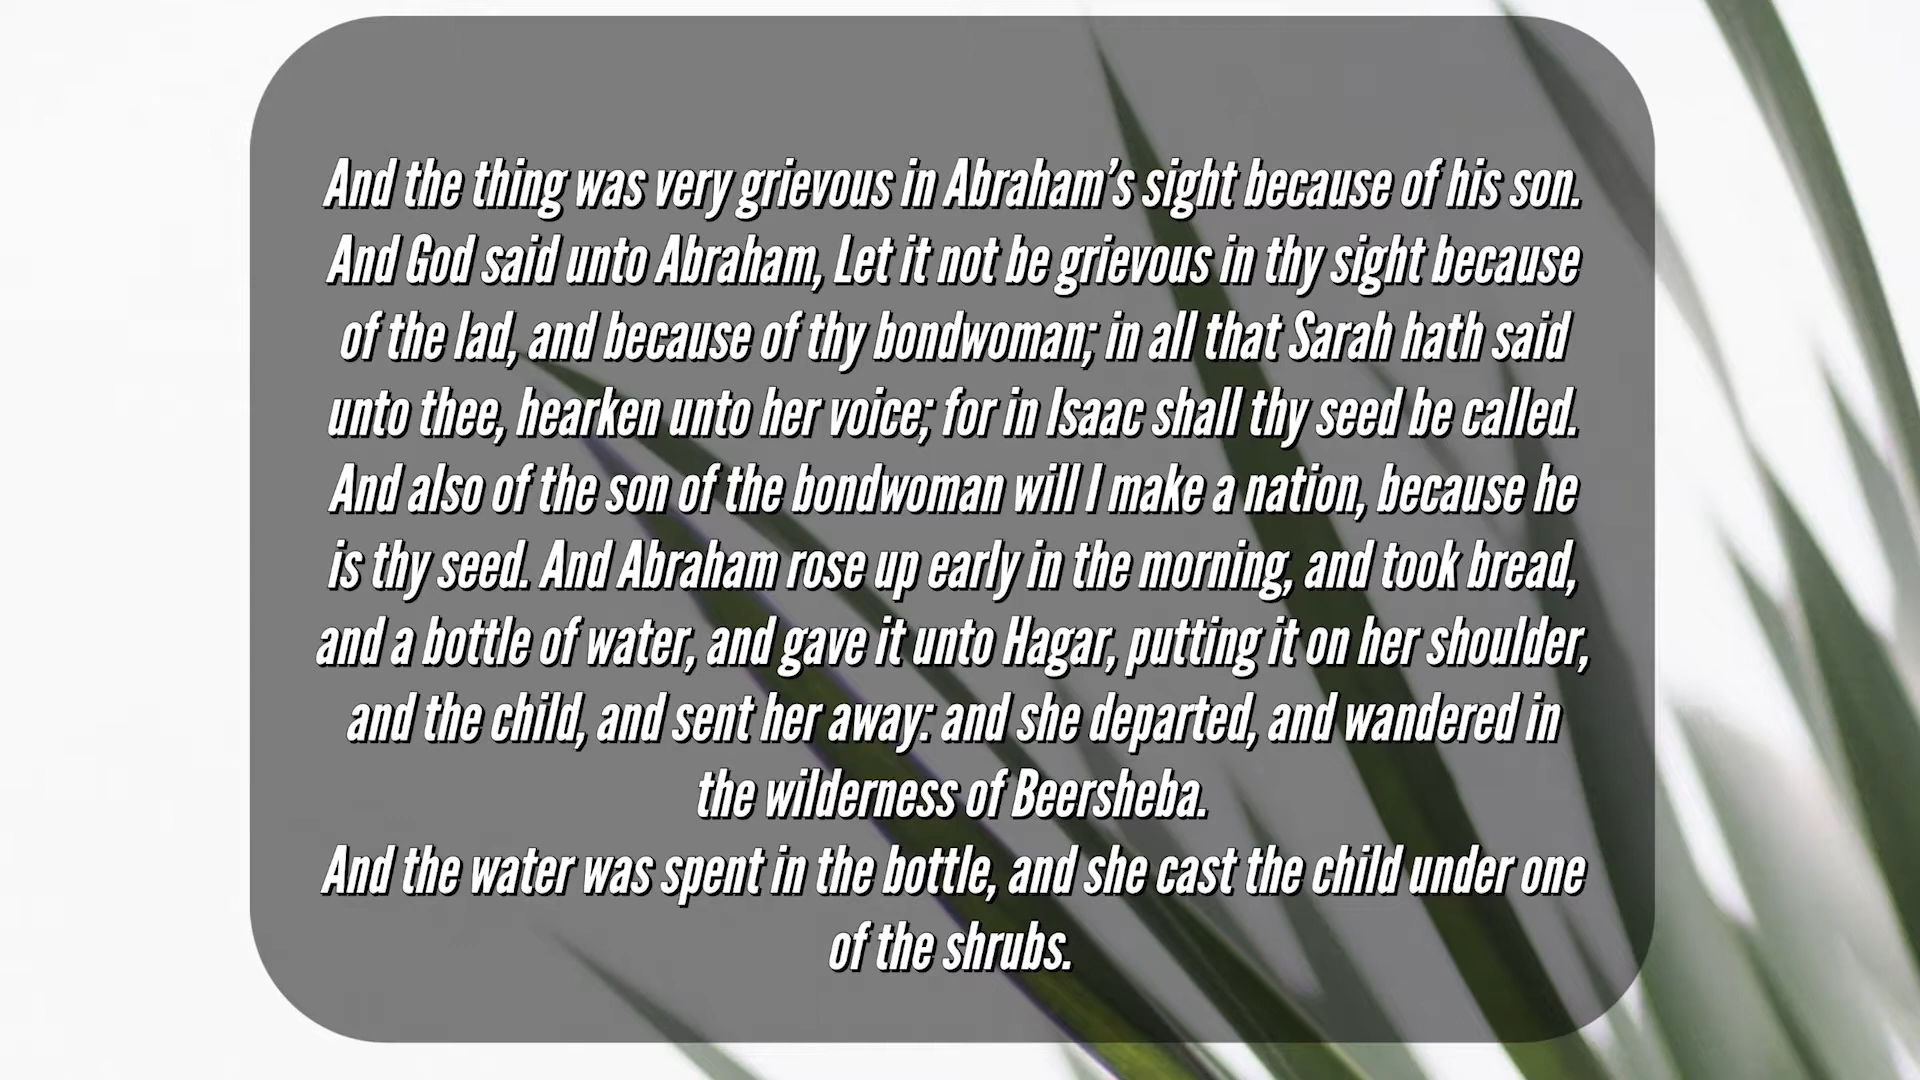 And the thing was very grievous in Abraham’s sight because of his son.
And God said unto Abraham, Let it not be grievous in thy sight because
of the lad, and because of thy bondwoman; in all that Sarah hath said
unto thee, hearken unto her voice; for in Isaac shall thy seed be called.
And also of the son of the bondwoman will I make a nation, because he
is thy seed. And Abraham rose up early in the morning, and took bread,
and a bottle of water, and gave it unto Hagar, putting it on her shoulder,
and the child, and sent her away: and she departed, and wandered in
the wilderness of Beersheba.
And the water was spent in the bottle, and she cast the child under one
of the shrubs.